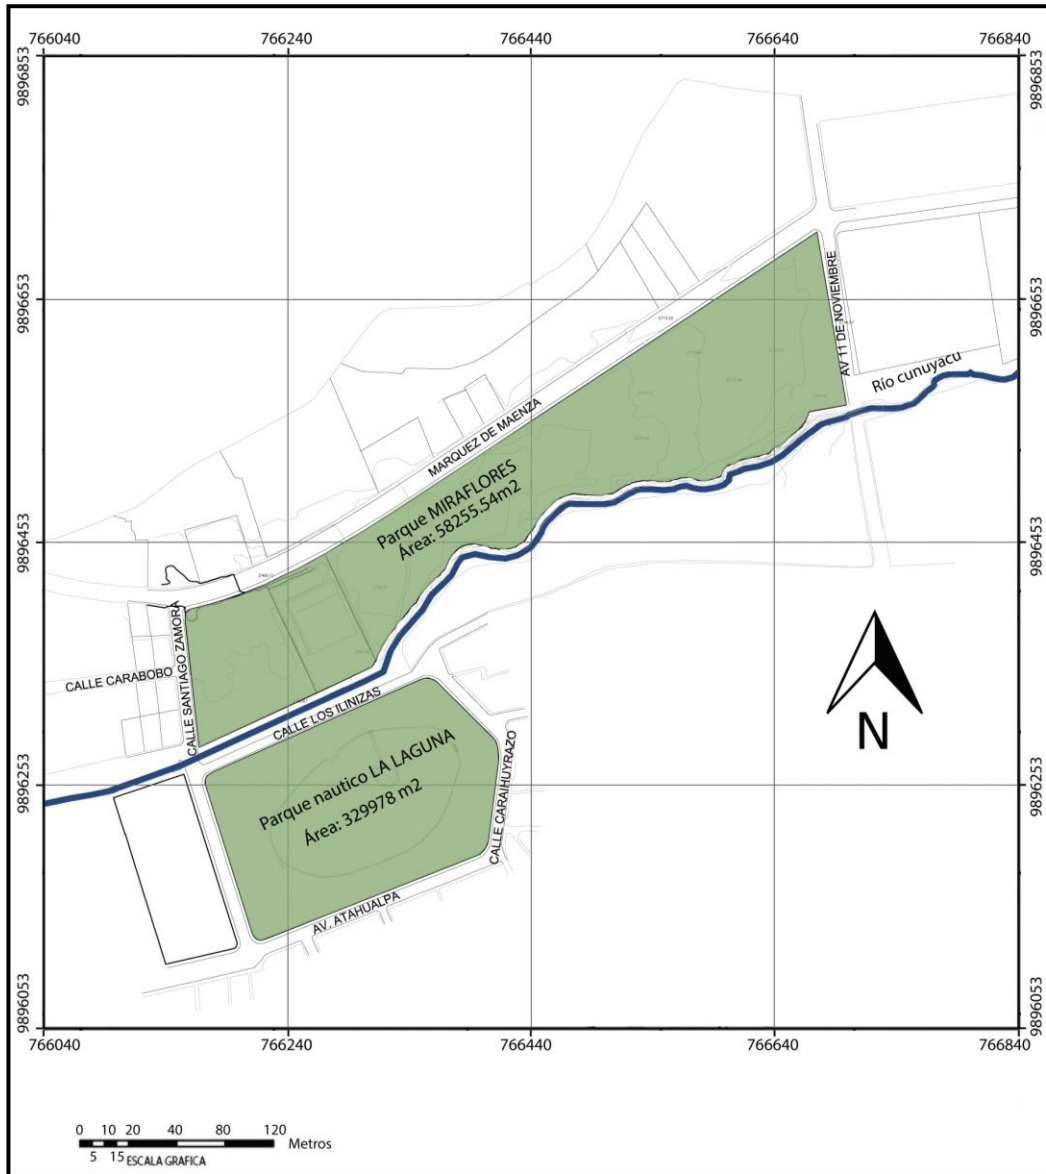 766040 766240 766440 766640 766840
9896853 9896853
AV 11 DE NOVIEMBRE
9896653 9896653
Río cunuyacu
MARQUEZ DE MAENZA
Parque MIRAFLORES
Área: 58255.54m2
9896453 9896453
CALLE SANTIAGO ZAMORA
CALLE CARABOBO
CALLE LOS ILINIZAS
CALLE CARAIHUYRAZO
N
Parque nautico LA LAGUNA
Área: 329978 m2
9896253 9896253
AV. ATAHUALPA
9896053 9896053
766040 766240 766440 766640 766840
0 10 20 40 80 120 Metros
5 15 ESCALA GRAFICA